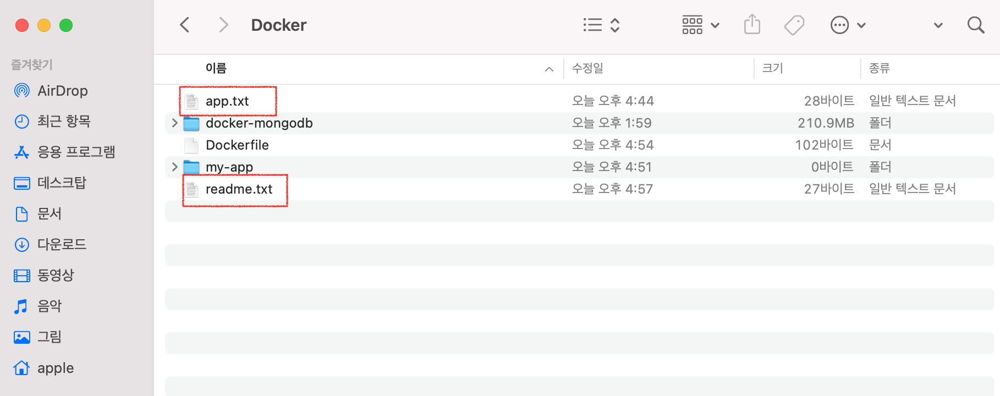 Docker
즐겨찾기
AirDrop
최근 항목
응용 프로그램
데스크탑
문서
다운로드
동영상
음악
그림
apple
이름 수정일 크기 종류
app.txt 오늘 오후 4:44 28바이트 일반 텍스트 문서
docker-mongodb 오늘 오후 1:59 210.9MB 폴더
Dockerfile 오늘 오후 4:54 102바이트 문서
my-app 오늘 오후 4:51 0바이트 폴더
readme.txt 오늘 오후 4:57 27바이트 일반 텍스트 문서